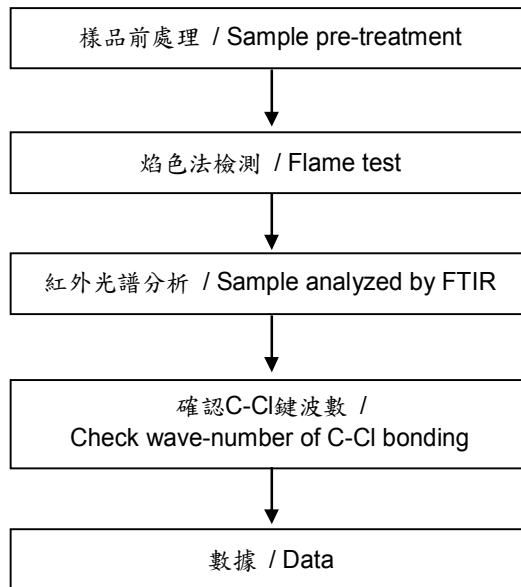 樣品前處理 / Sample pre-treatment
焰色法檢測 / Flame test
紅外光譜分析 / Sample analyzed by FTIR
確認C-Cl鍵波數 /
Check wave-number of C-Cl bonding
數據 / Data